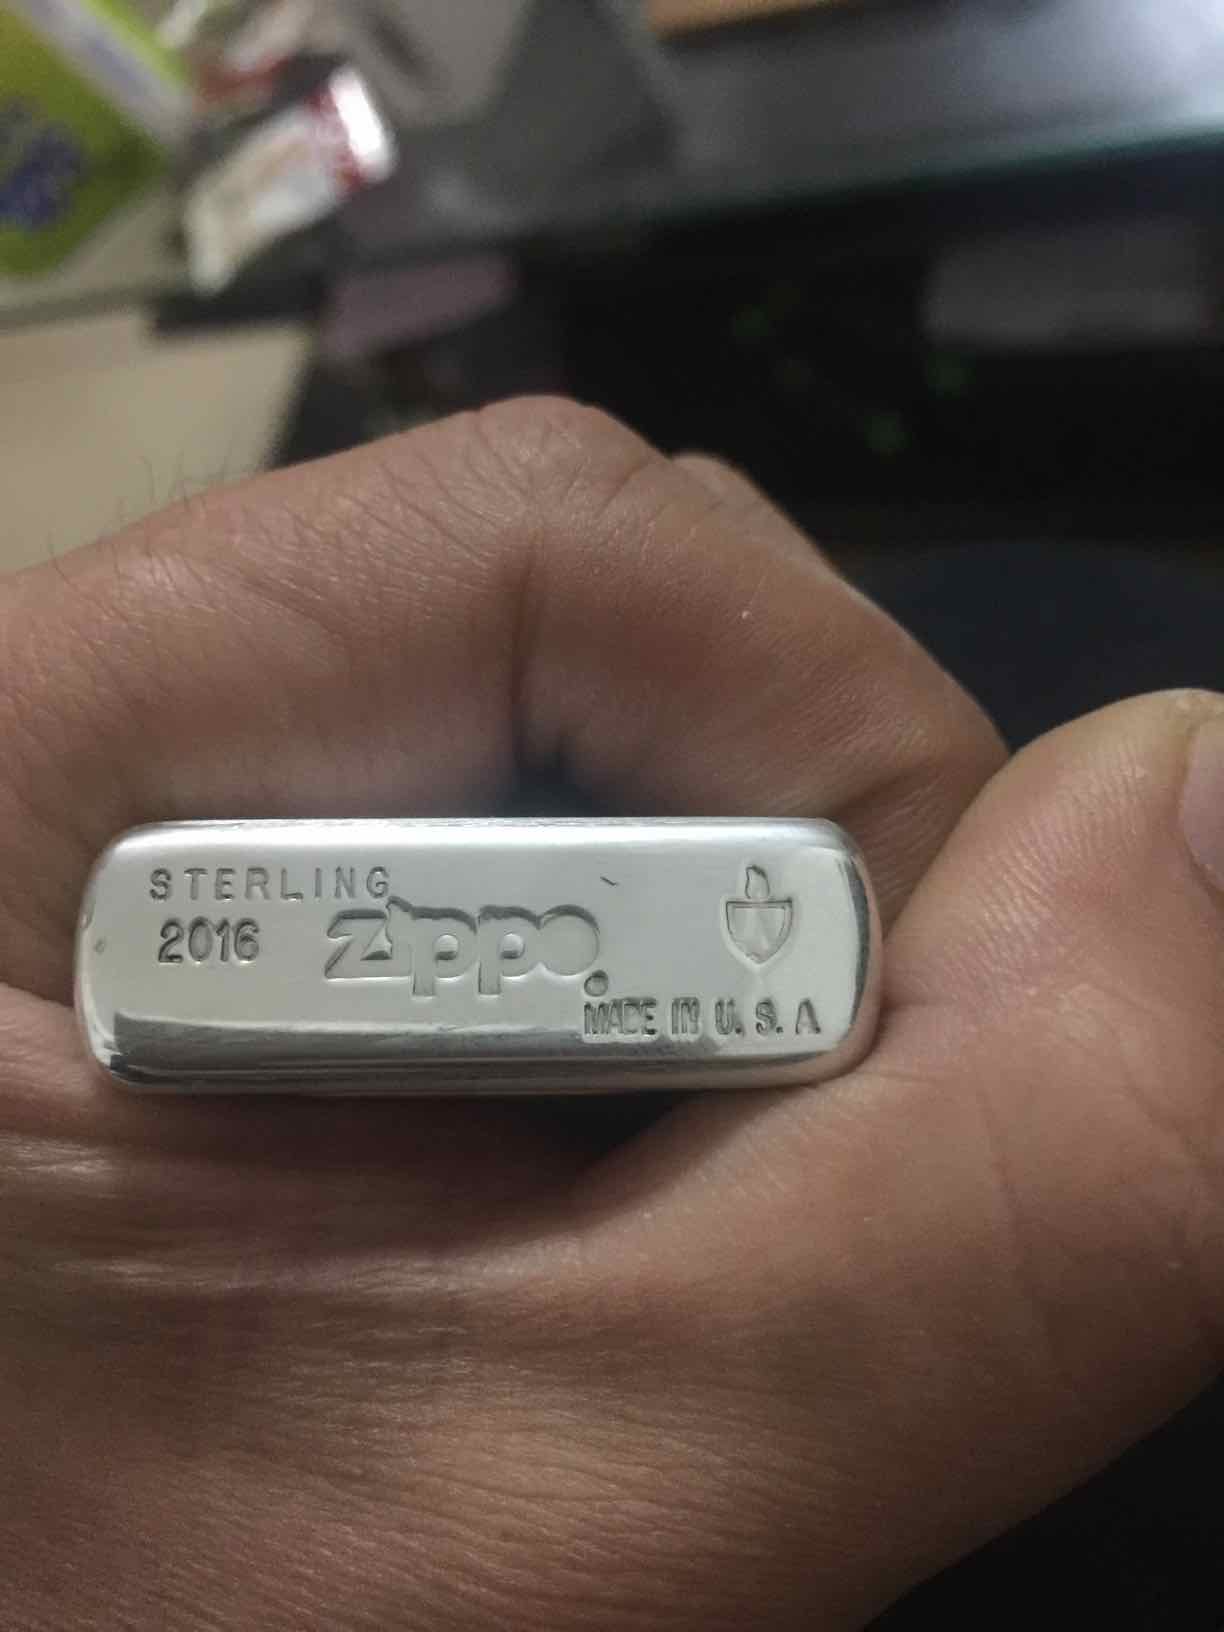 STERLING
2016
zippo
MADE IN U. S. A